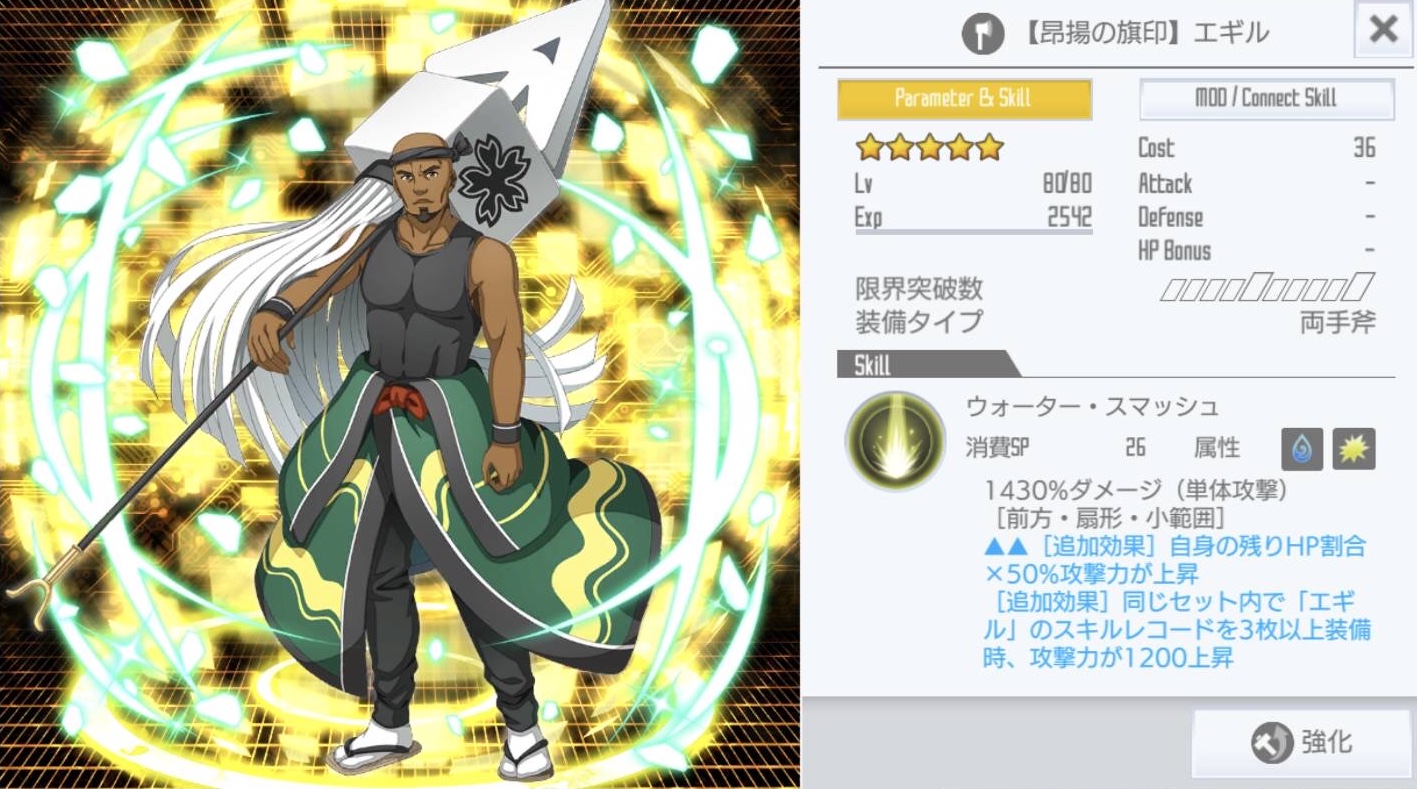 【昂揚の旗印】エギル
Parameter & Skill
MOD / Connect Skill
Cost 36
Lv 80/80
Attack -
Exp 2542
Defense -
HP Bonus -
限界突破数
装備タイプ 両手斧
Skill
ウォーター・スマッシュ
消費SP 26 属性
1430%ダメージ（単体攻撃）
［前方・扇形・小範囲］
▲▲［追加効果］自身の残りHP割合
×50%攻撃力が上昇
［追加効果］同じセット内で「エギ
ル」のスキルレコードを3枚以上装備
時、攻撃力が1200上昇
強化